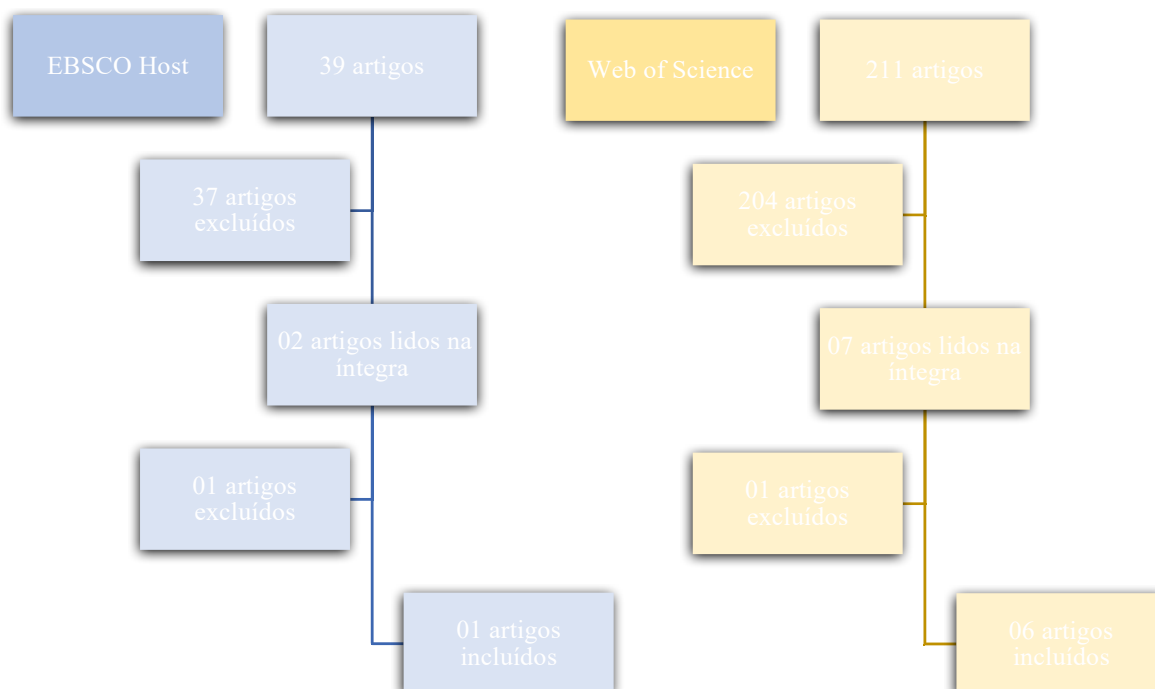 EBSCO Host
39 artigos
37 artigos
excluídos
02 artigos lidos na
íntegra
01 artigos
excluídos
01 artigos
incluídos
Web of Science
211 artigos
204 artigos
excluídos
07 artigos lidos na
íntegra
01 artigos
excluídos
06 artigos
incluídos